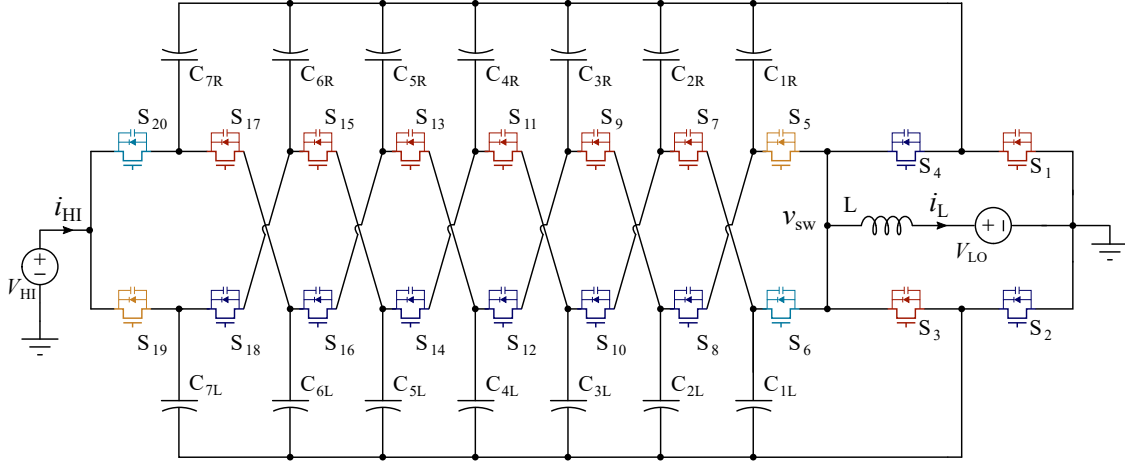 C7R C6R C5R C4R C3R C2R C1R
S20 S17 S15 S13 S11 S9 S7 S5
S4 S1
iHI vsw L iL
VHI + − + − VLO
S19 S18 S16 S14 S12 S10 S8 S6 S3 S2
C7L C6L C5L C4L C3L C2L C1L